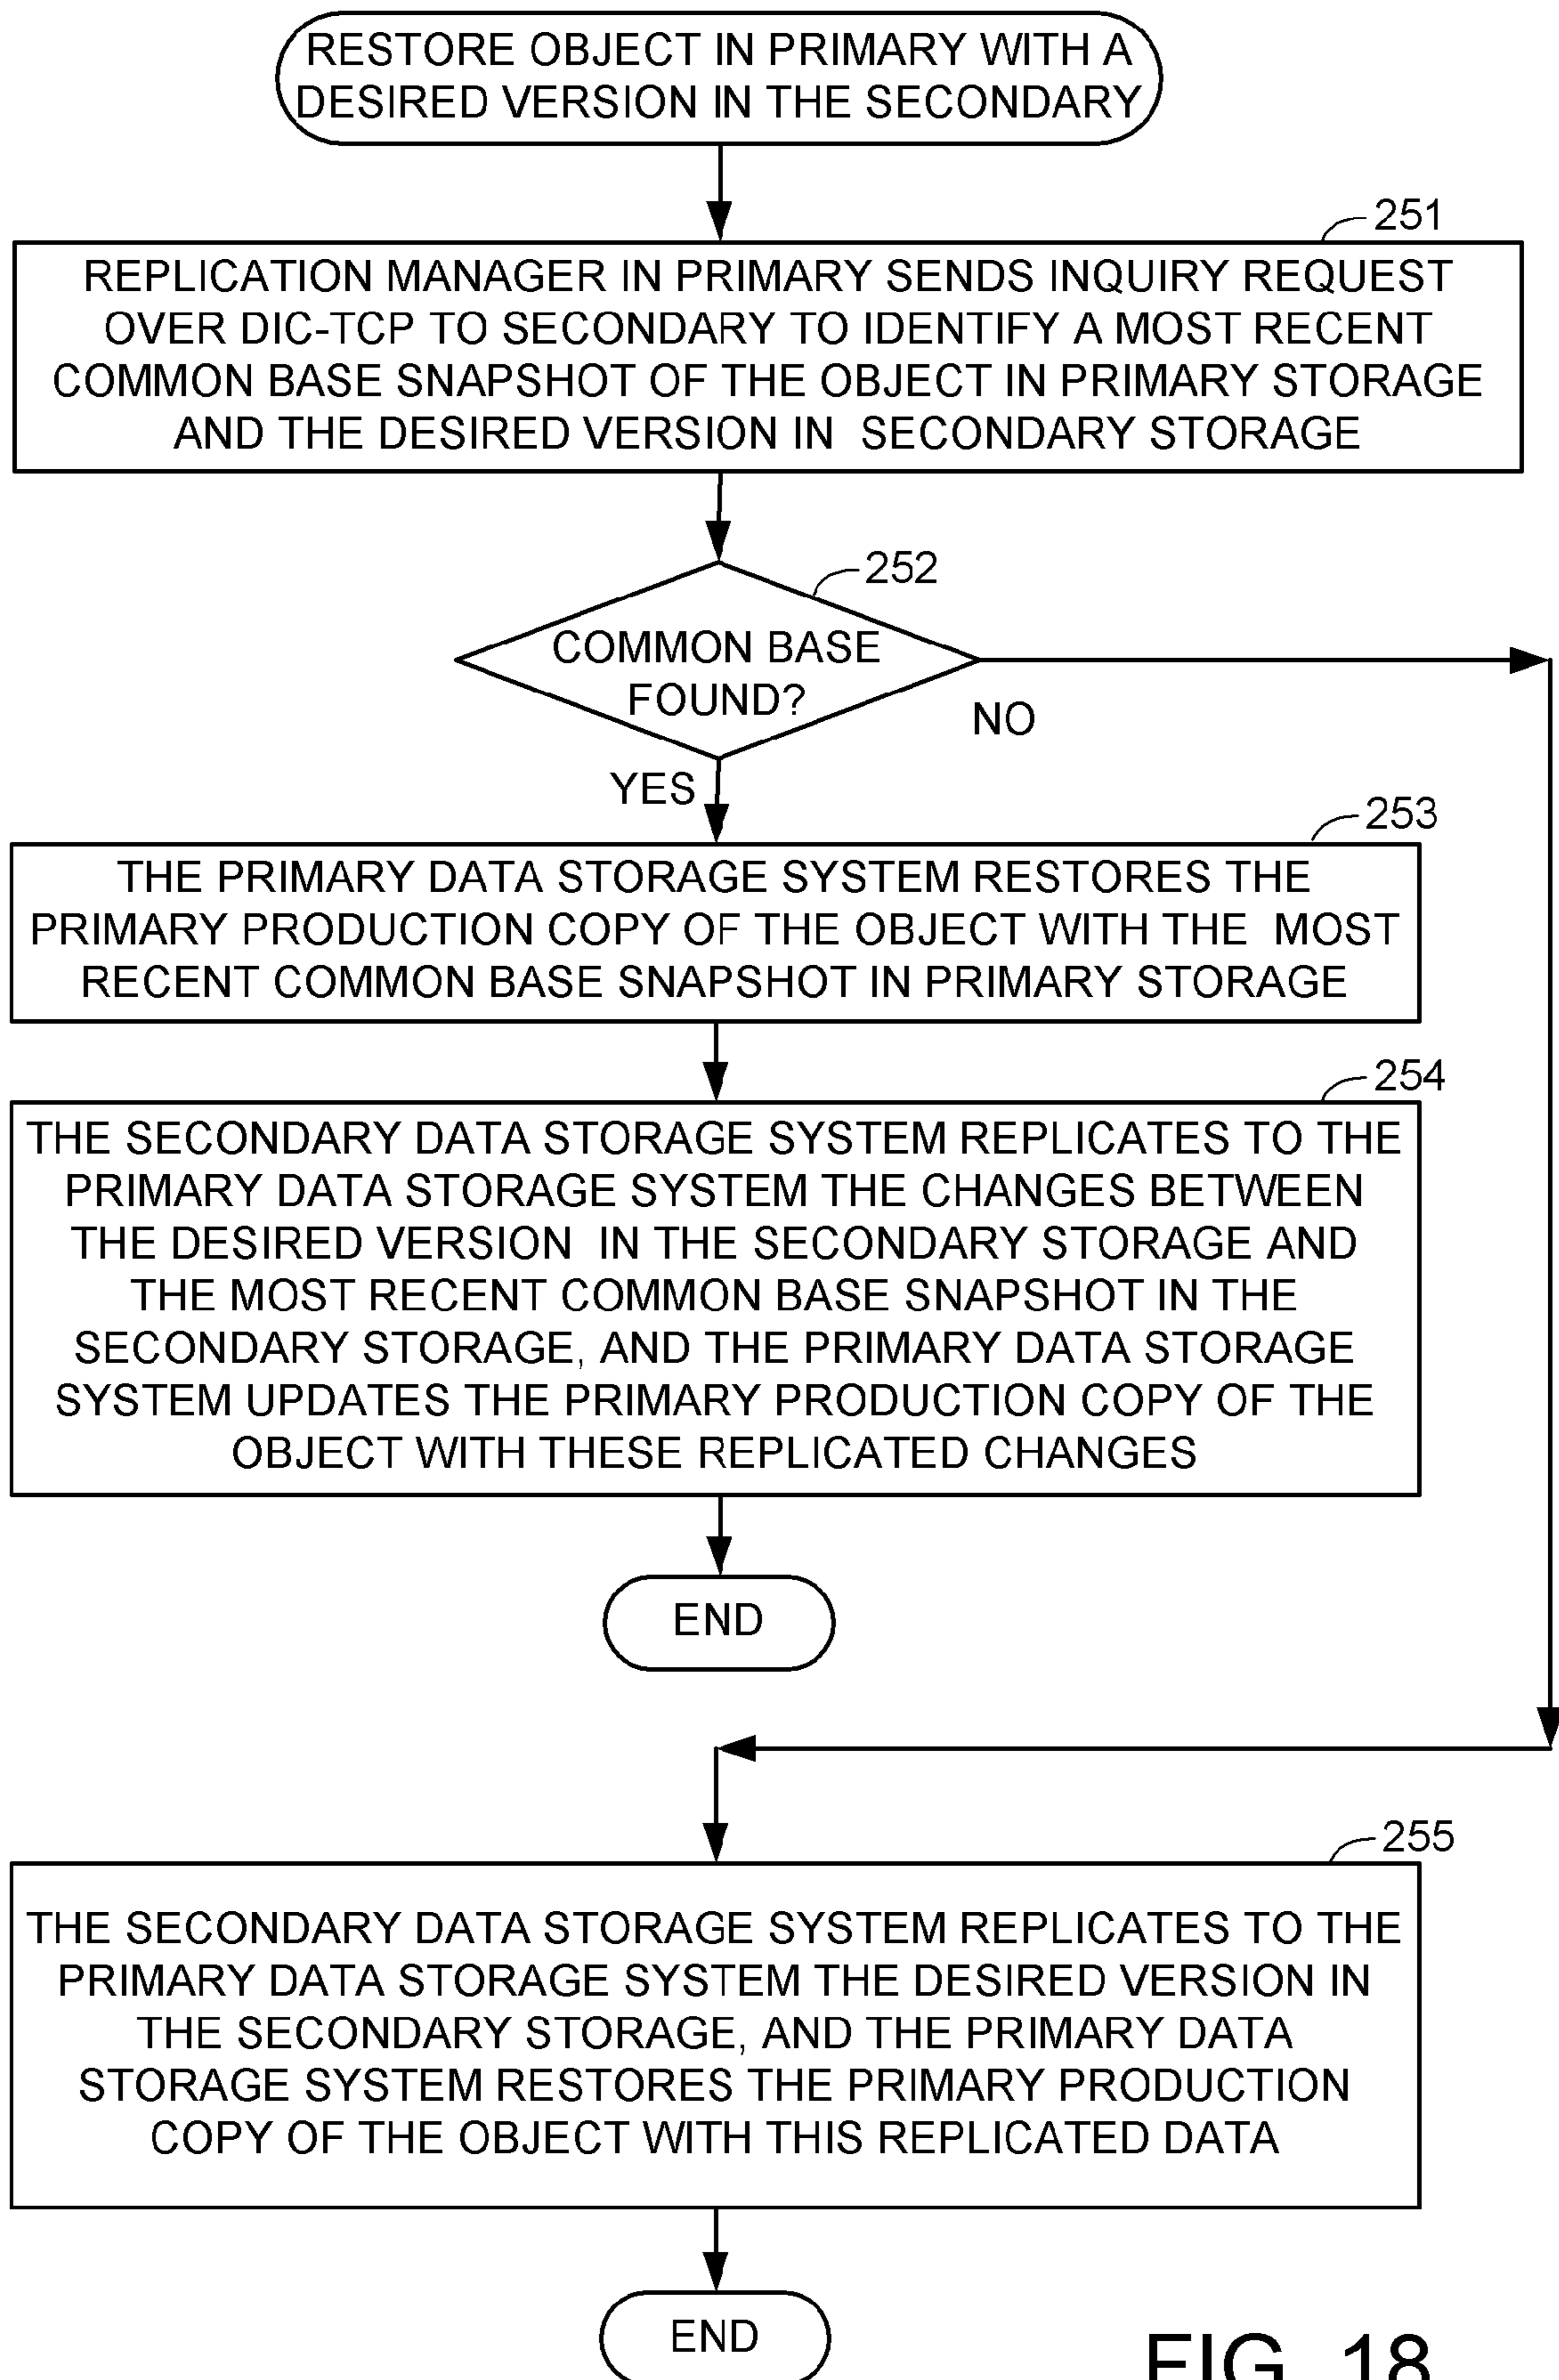 RESTORE OBJECT IN PRIMARY WITH A
DESIRED VERSION IN THE SECONDARY
251
REPLICATION MANAGER IN PRIMARY SENDS INQUIRY REQUEST
OVER DIC-TCP TO SECONDARY TO IDENTIFY A MOST RECENT
COMMON BASE SNAPSHOT OF THE OBJECT IN PRIMARY STORAGE
AND THE DESIRED VERSION IN SECONDARY STORAGE
252
COMMON BASE
FOUND?
NO
YES
253
THE PRIMARY DATA STORAGE SYSTEM RESTORES THE
PRIMARY PRODUCTION COPY OF THE OBJECT WITH THE MOST
RECENT COMMON BASE SNAPSHOT IN PRIMARY STORAGE
254
THE SECONDARY DATA STORAGE SYSTEM REPLICATES TO THE
PRIMARY DATA STORAGE SYSTEM THE CHANGES BETWEEN
THE DESIRED VERSION IN THE SECONDARY STORAGE AND
THE MOST RECENT COMMON BASE SNAPSHOT IN THE
SECONDARY STORAGE, AND THE PRIMARY DATA STORAGE
SYSTEM UPDATES THE PRIMARY PRODUCTION COPY OF THE
OBJECT WITH THESE REPLICATED CHANGES
END
255
THE SECONDARY DATA STORAGE SYSTEM REPLICATES TO THE
PRIMARY DATA STORAGE SYSTEM THE DESIRED VERSION IN
THE SECONDARY STORAGE, AND THE PRIMARY DATA
STORAGE SYSTEM RESTORES THE PRIMARY PRODUCTION
COPY OF THE OBJECT WITH THIS REPLICATED DATA
END
FIG. 18